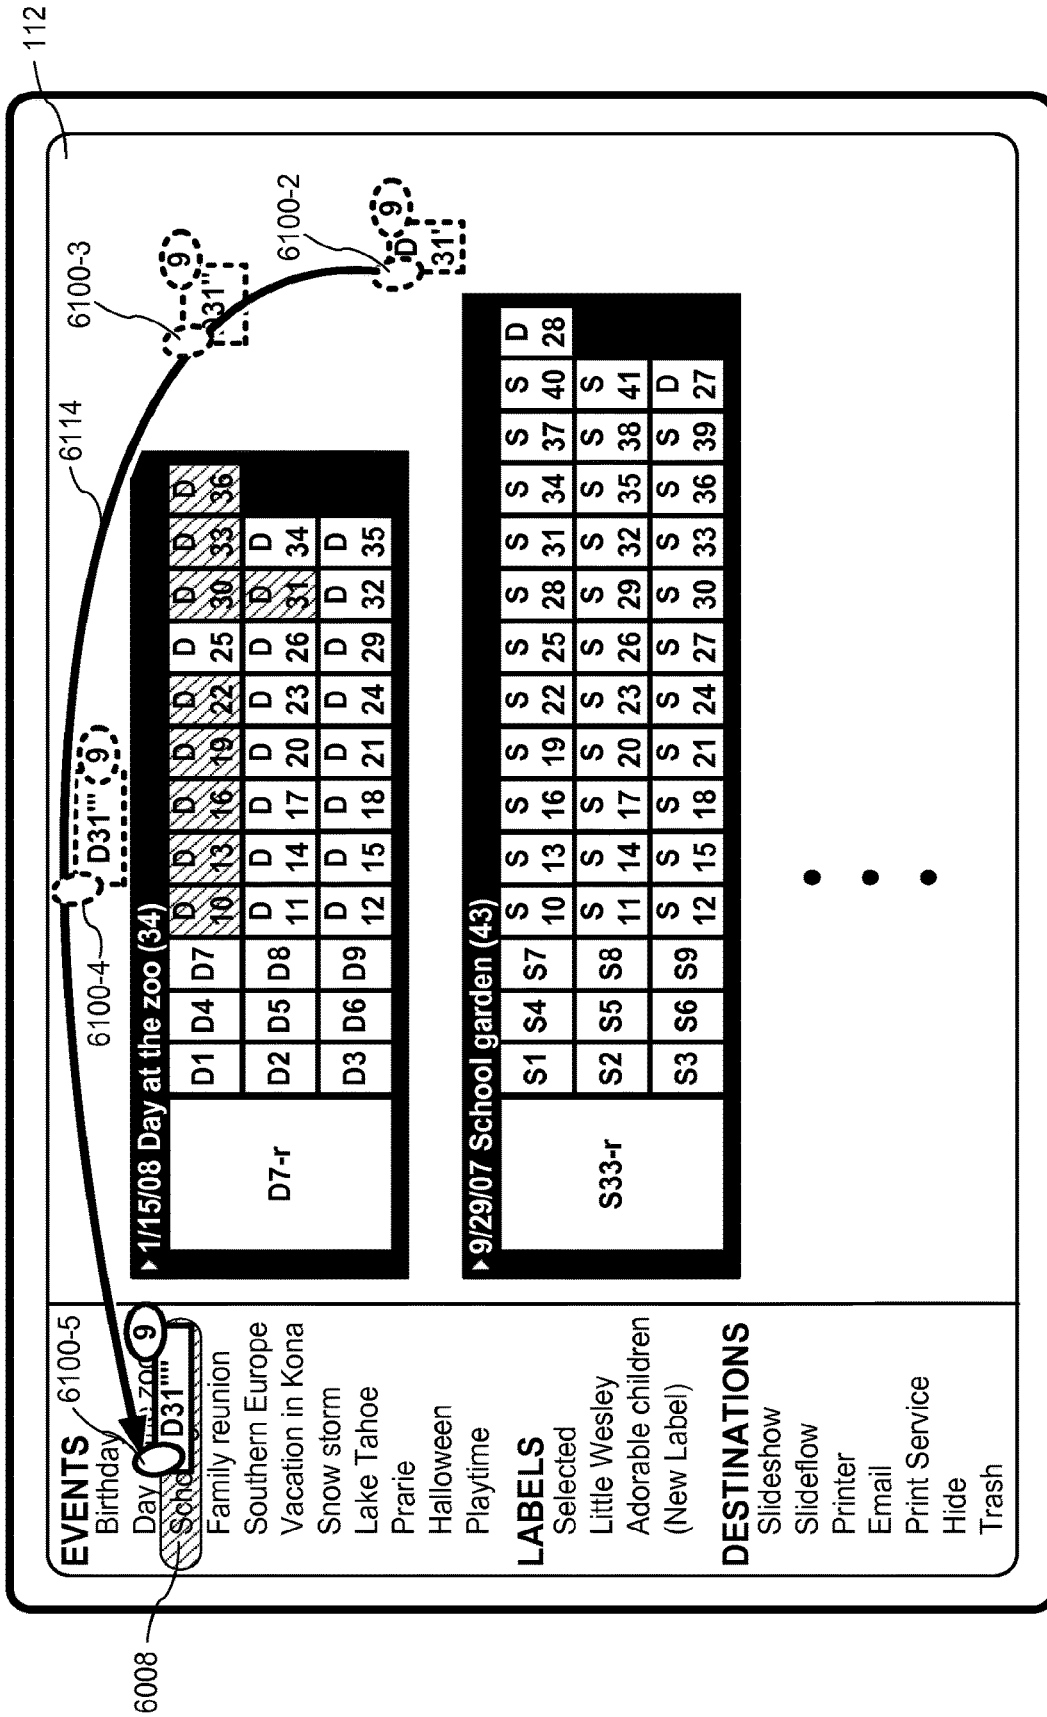 112
6100-5
6114
6100-3
6100-4
6008
6100-2
EVENTS
Birthday
Day zoo
Scho
Family reunion
Southern Europe
Vacation in Kona
Snow storm
Lake Tahoe
Prarie
Halloween
Playtime
LABELS
Selected
Little Wesley
Adorable children
(New Label)
DESTINATIONS
Slideshow
Slideflow
Printer
Email
Print Service
Hide
Trash
9
D31''''
D31''' 9
9
D31''
9
D
31'
1/15/08 Day at the zoo (34)
D7-r
D1 D4 D7 D 10 D 13 D 16 D 19 D 22 D 25 D 30 D 33 D 36
D2 D5 D8 D 11 D 14 D 17 D 20 D 23 D 26 D 31 D 34
D3 D6 D9 D 12 D 15 D 18 D 21 D 24 D 29 D 32 D 35
9/29/07 School garden (43)
S33-r
S1 S4 S7 S 10 S 13 S 16 S 19 S 22 S 25 S 28 S 31 S 34 S 37 S 40 D 28
S2 S5 S8 S 11 S 14 S 17 S 20 S 23 S 26 S 29 S 32 S 35 S 38 S 41
S3 S6 S9 S 12 S 15 S 18 S 21 S 24 S 27 S 30 S 33 S 36 S 39 D 27